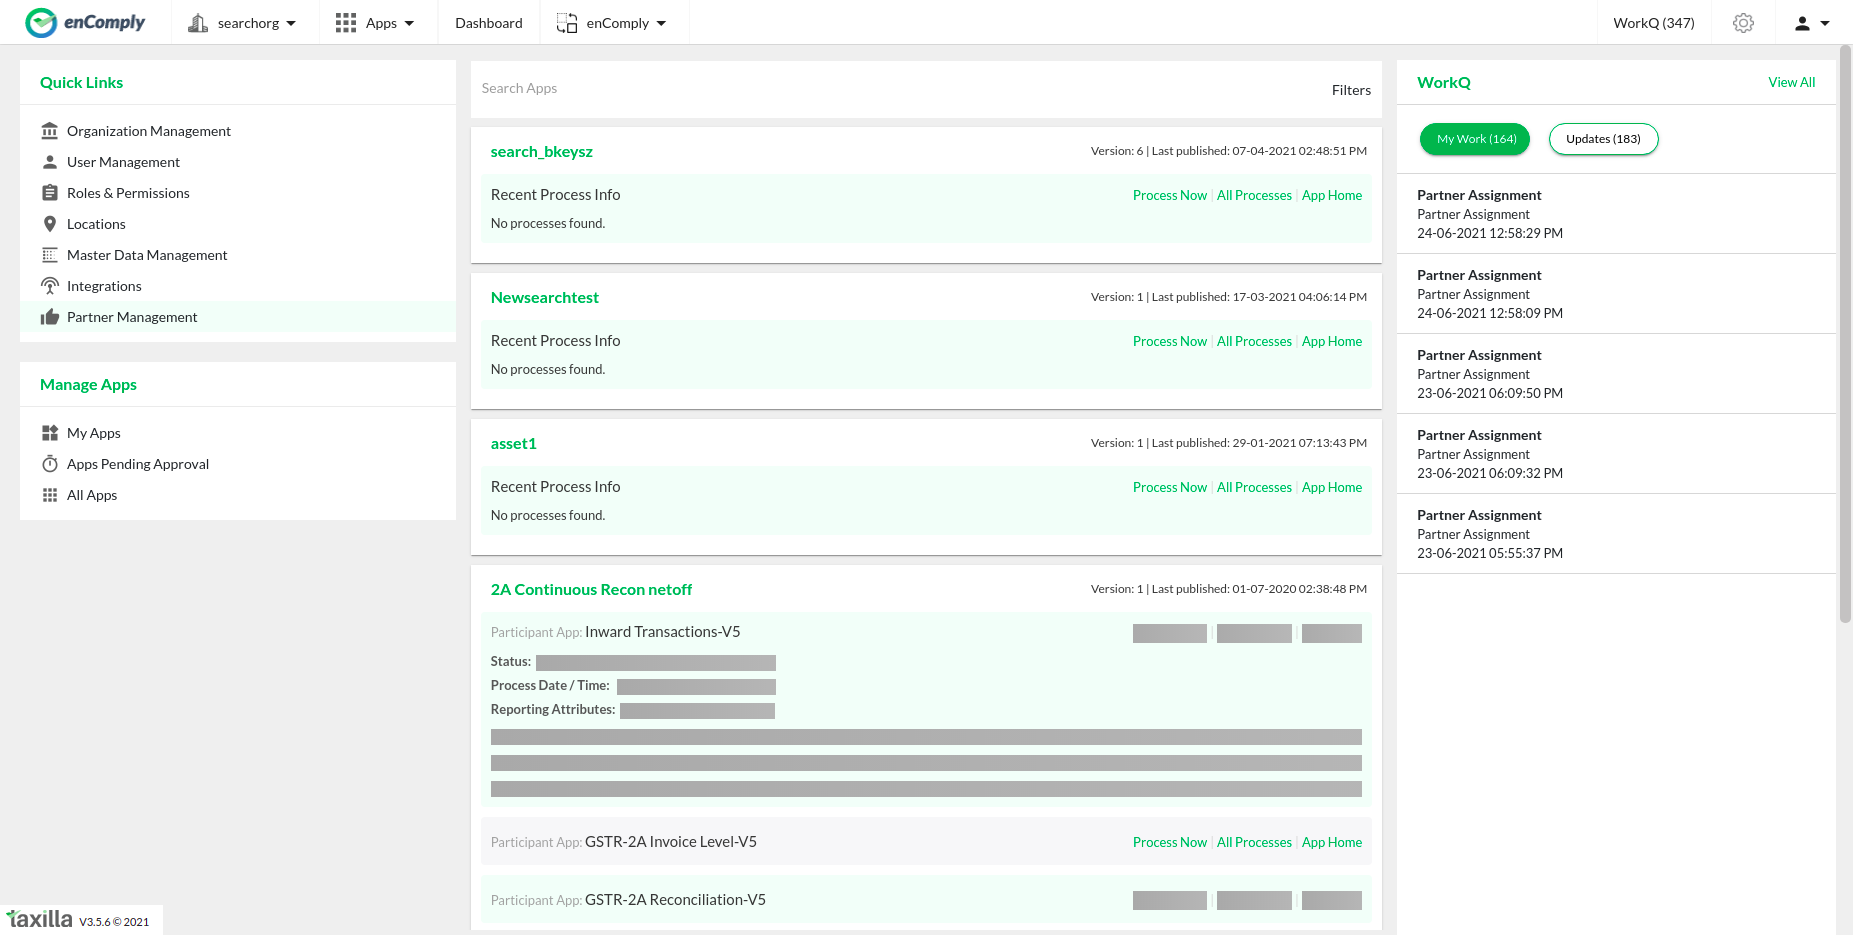 enComply
searchorg
Apps
Dashboard
enComply
WorkQ (347)
Quick Links
Organization Management
User Management
Roles & Permissions
Locations
Master Data Management
Integrations
Partner Management
Manage Apps
My Apps
Apps Pending Approval
All Apps
Search Apps
Filters
search_bkeysz
Version: 6 | Last published: 07-04-2021 02:48:51 PM
Recent Process Info
Process Now | All Processes | App Home
No processes found.
Newsearchtest
Version: 1 | Last published: 17-03-2021 04:06:14 PM
Recent Process Info
Process Now | All Processes | App Home
No processes found.
asset1
Version: 1 | Last published: 29-01-2021 07:13:43 PM
Recent Process Info
Process Now | All Processes | App Home
No processes found.
2A Continuous Recon netoff
Version: 1 | Last published: 01-07-2020 02:38:48 PM
Participant App: Inward Transactions-V5
Status:
Process Date / Time:
Reporting Attributes:
Participant App: GSTR-2A Invoice Level-V5
Process Now | All Processes | App Home
Participant App: GSTR-2A Reconciliation-V5
WorkQ
View All
My Work (164)
Updates (183)
Partner Assignment
Partner Assignment
24-06-2021 12:58:29 PM
Partner Assignment
Partner Assignment
24-06-2021 12:58:09 PM
Partner Assignment
Partner Assignment
23-06-2021 06:09:50 PM
Partner Assignment
Partner Assignment
23-06-2021 06:09:32 PM
Partner Assignment
Partner Assignment
23-06-2021 05:55:37 PM
taxilla V3.5.6 © 2021